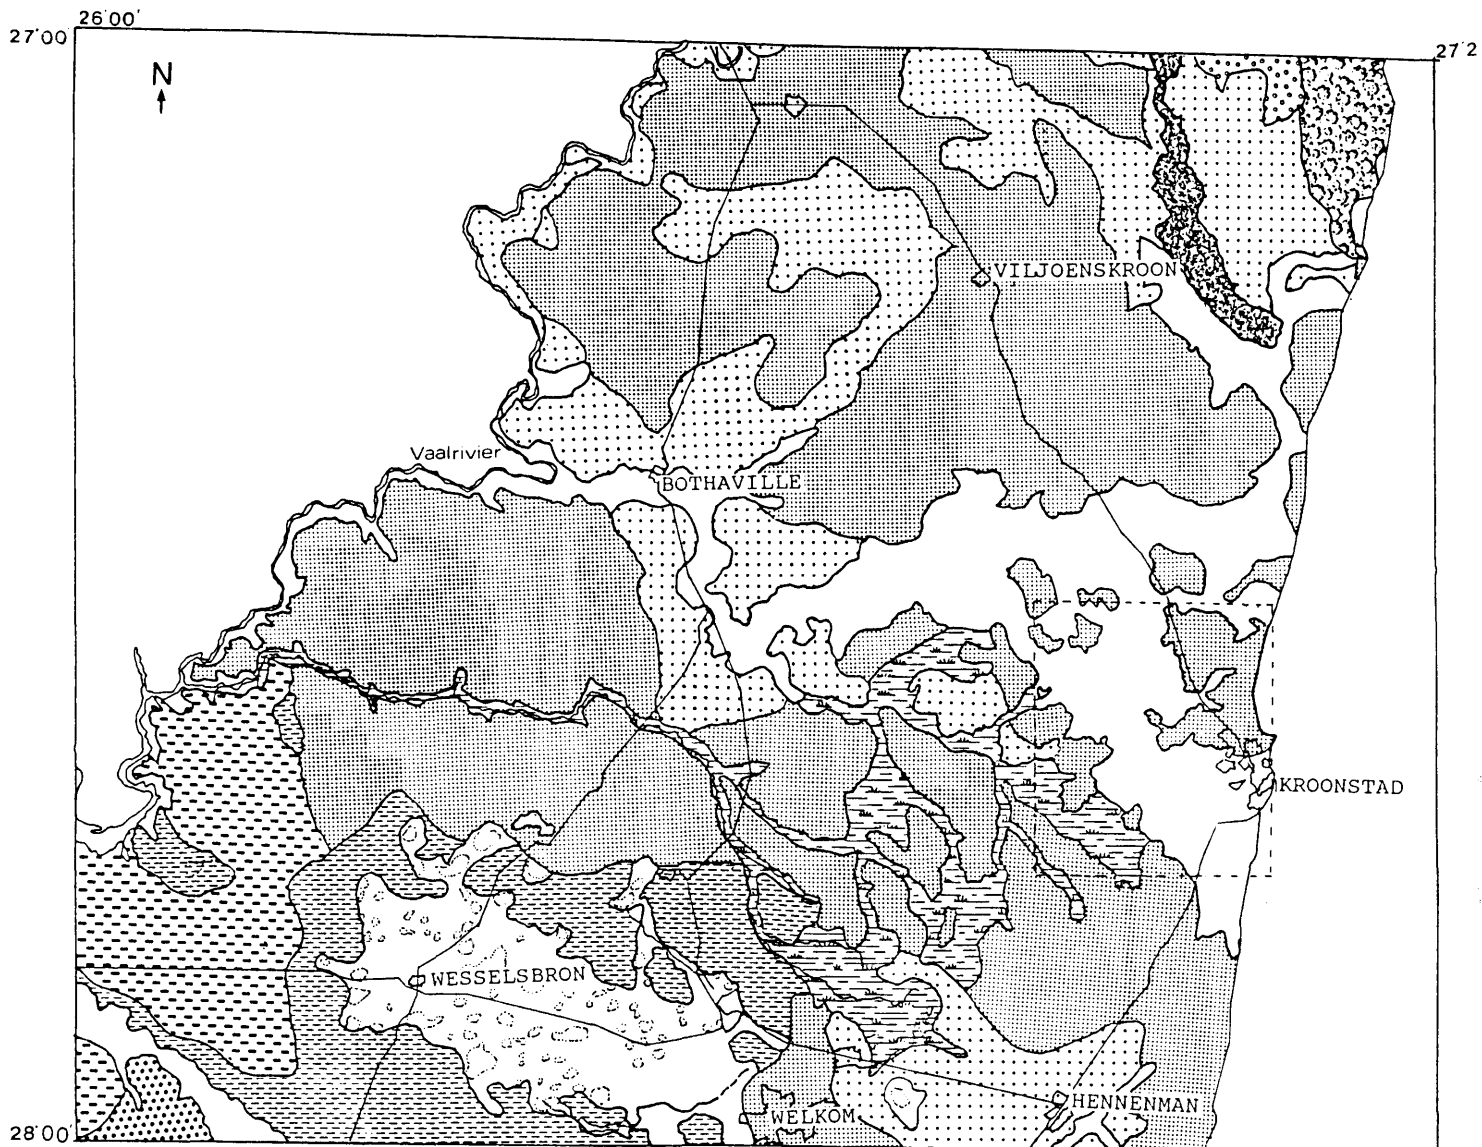 26°00'
27°00
27°2
N
VILJOENSKROON
Vaalrivier
BOTHAVILLE
KROONSTAD
WESSELSBRON
HENNENMAN
WELKOM
28°00